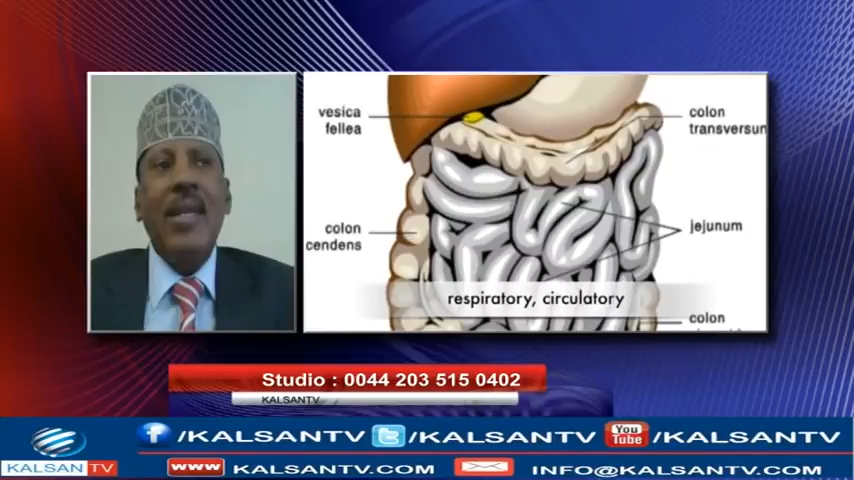 vesica
fellea
colon
transversun
colon
cendens
jejunum
respiratory, circulatory
colon
Studio : 0044 203 515 0402
KALSANTV
/KALSANTV /KALSANTV You Tube /KALSANTV
KALSAN TV
www KALSANTV.COM INFO@KALSANTV.COM